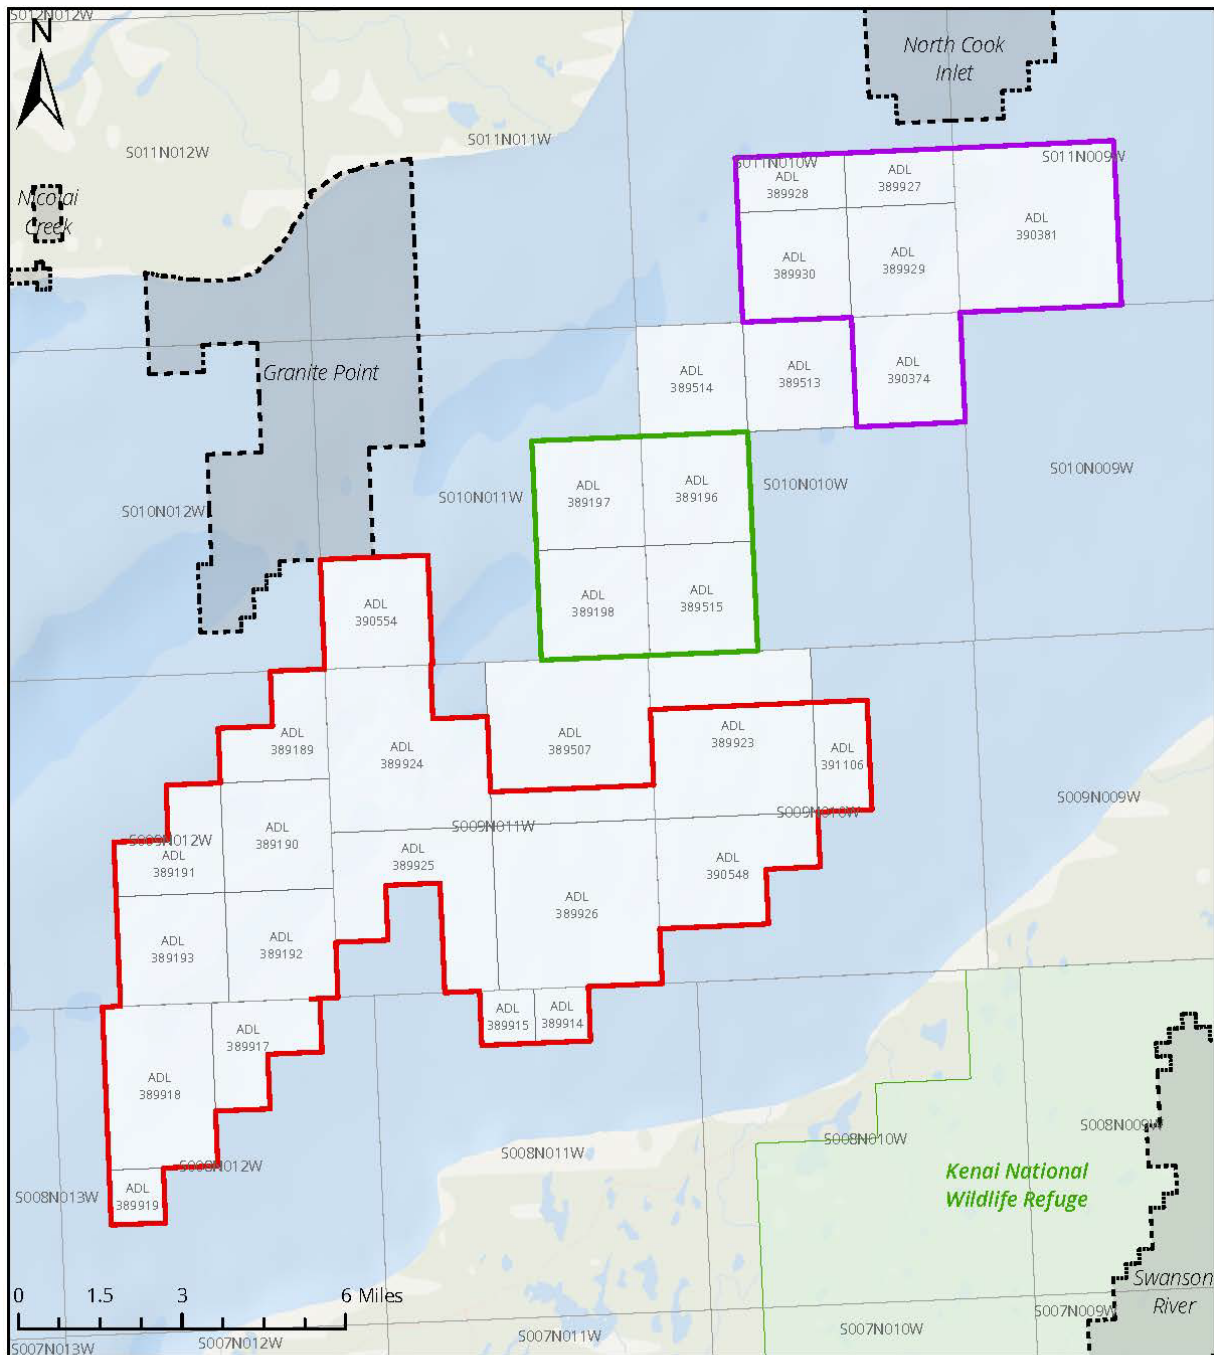 S012N012W
N
North Cook
Inlet
S011N012W
S011N011W
S011N010W
S011N009W
ADL
389928
ADL
389927
ADL
390381
Nicolai
Creek
ADL
389930
ADL
389929
Granite Point
ADL
389514
ADL
389513
ADL
390374
S010N012W
S010N011W
S010N010W
S010N009W
ADL
389197
ADL
389196
ADL
389198
ADL
389515
ADL
390554
ADL
389189
ADL
389924
ADL
389507
ADL
389923
ADL
391106
S009N012W
S009N011W
S009N010W
S009N009W
ADL
389191
ADL
389190
ADL
389925
ADL
390548
ADL
389926
ADL
389193
ADL
389192
ADL
389915
ADL
389914
ADL
389917
ADL
389918
S008N013W
S008N012W
S008N011W
S008N010W
S008N009W
ADL
389919
Kenai National
Wildlife Refuge
Swanson
River
0 1.5 3 6 Miles
S007N013W
S007N012W
S007N011W
S007N010W
S007N009W